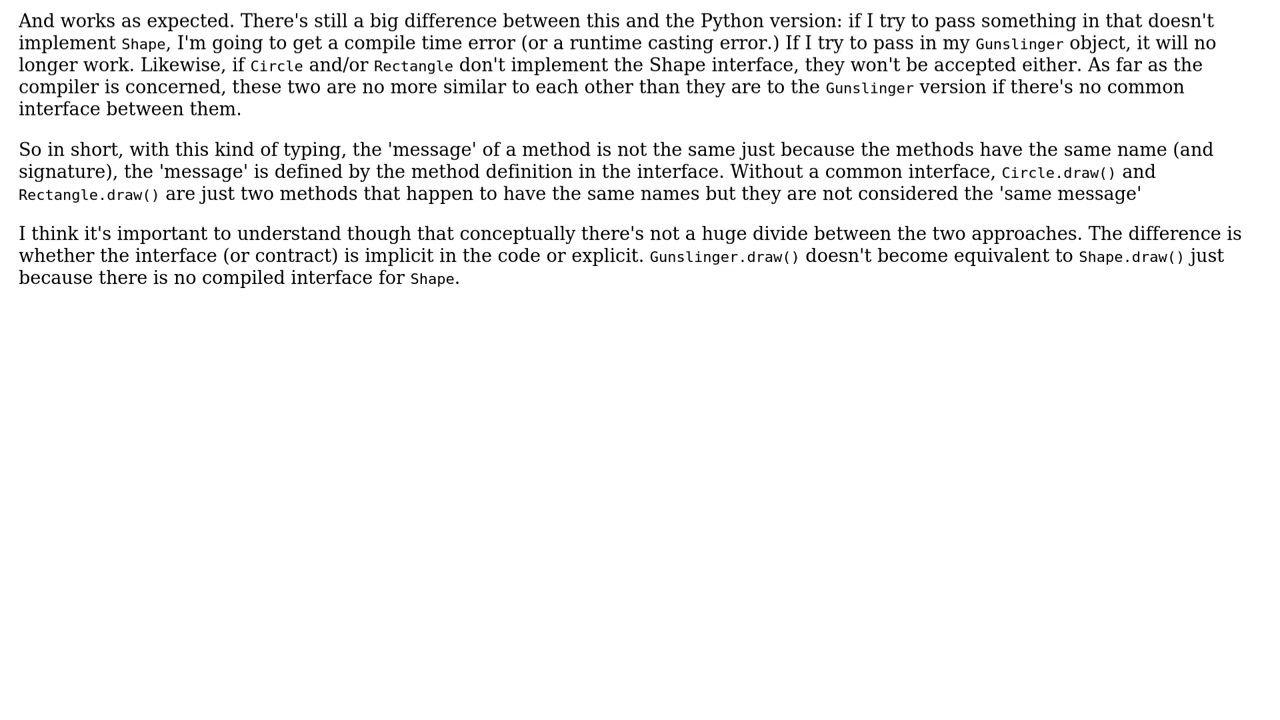 And works as expected. There's still a big difference between this and the Python version: if I try to pass something in that doesn't
implement Shape, I'm going to get a compile time error (or a runtime casting error.) If I try to pass in my Gunslinger object, it will no
longer work. Likewise, if Circle and/or Rectangle don't implement the Shape interface, they won't be accepted either. As far as the
compiler is concerned, these two are no more similar to each other than they are to the Gunslinger version if there's no common
interface between them.
So in short, with this kind of typing, the 'message' of a method is not the same just because the methods have the same name (and
signature), the 'message' is defined by the method definition in the interface. Without a common interface, Circle.draw() and
Rectangle.draw() are just two methods that happen to have the same names but they are not considered the 'same message'
I think it's important to understand though that conceptually there's not a huge divide between the two approaches. The difference is
whether the interface (or contract) is implicit in the code or explicit. Gunslinger.draw() doesn't become equivalent to Shape.draw() just
because there is no compiled interface for Shape.